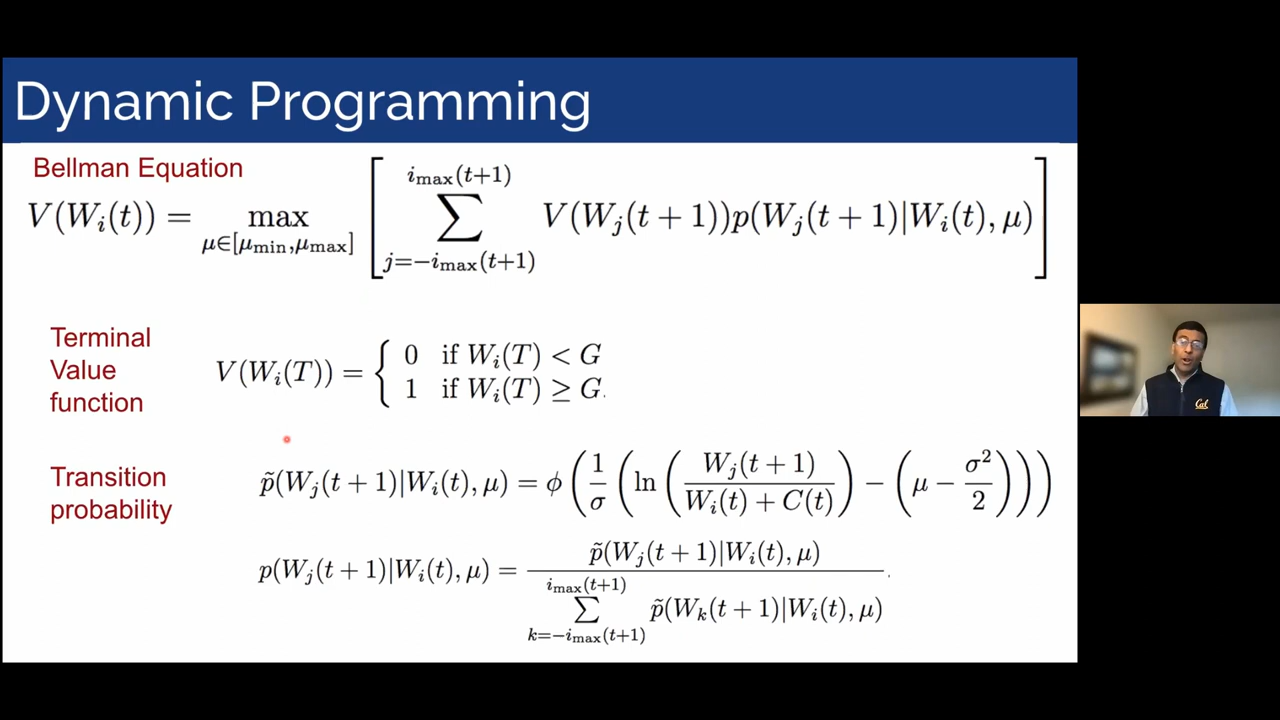 Dynamic Programming
Bellman Equation
V(W_i(t)) = max_{μ∈[μ_min,μ_max]} [ ∑_{j=-i_max(t+1)}^{i_max(t+1)} V(W_j(t+1))p(W_j(t+1)|W_i(t), μ) ]
Terminal
Value
function
V(W_i(T)) = { 0 if W_i(T) < G
1 if W_i(T) ≥ G.
Transition
probability
p̃(W_j(t+1)|W_i(t), μ) = ϕ(1/σ (ln(W_j(t+1)/(W_i(t) + C(t))) − (μ − σ²/2)))
p(W_j(t+1)|W_i(t), μ) = p̃(W_j(t+1)|W_i(t), μ) / ∑_{k=-i_max(t+1)}^{i_max(t+1)} p̃(W_k(t+1)|W_i(t), μ).
Cal